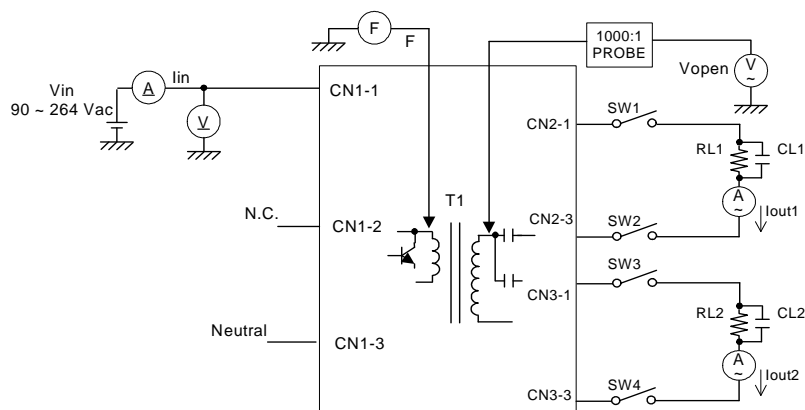 F
F
1000:1
PROBE
Vopen
V
~
Vin
90 ~ 264 Vac
A
Iin
V
CN1-1
CN2-1
SW1
RL1
CL1
A
~
Iout1
N.C.
CN1-2
T1
CN2-3
SW2
SW3
CN3-1
RL2
CL2
A
~
Iout2
Neutral
CN1-3
CN3-3
SW4